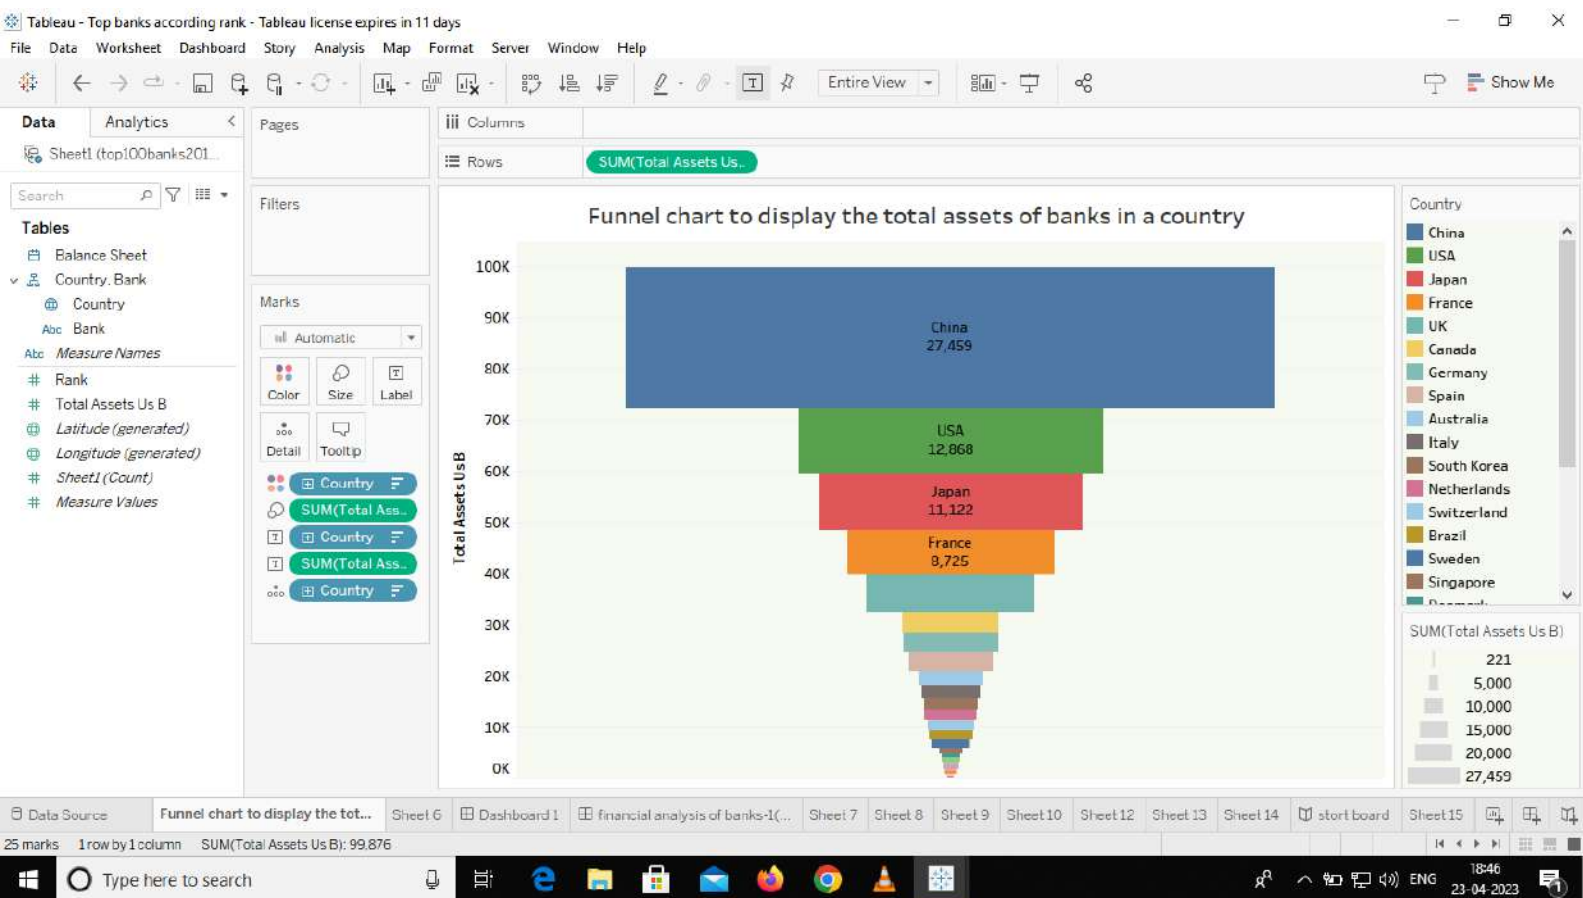 Tableau - Top banks according rank - Tableau license expires in 11 days
File Data Worksheet Dashboard Story Analysis Map Format Server Window Help
Entire View
Show Me
Data Analytics
Pages
Columns
Sheet1 (top100banks201...
Rows
SUM(Total Assets Us..
Search
Filters
Tables
Balance Sheet
Country, Bank
Country
Abc Bank
Abc Measure Names
Rank
Total Assets Us B
Latitude (generated)
Longitude (generated)
Sheet1 (Count)
Measure Values
Marks
Automatic
Color Size Label
Detail Tooltip
Country
SUM(Total Ass..
Country
SUM(Total Ass..
Country
Funnel chart to display the total assets of banks in a country
Total Assets Us B
100K
90K
80K
70K
60K
50K
40K
30K
20K
10K
0K
China
27,459
USA
12,868
Japan
11,122
France
8,725
Country
China
USA
Japan
France
UK
Canada
Germany
Spain
Australia
Italy
South Korea
Netherlands
Switzerland
Brazil
Sweden
Singapore
SUM(Total Assets Us B)
221
5,000
10,000
15,000
20,000
27,459
Data Source Funnel chart to display the tot... Sheet 6 Dashboard 1 financial analysis of banks-1(... Sheet 7 Sheet 8 Sheet 9 Sheet 10 Sheet 12 Sheet 13 Sheet 14 stort board Sheet 15
25 marks 1 row by 1 column SUM(Total Assets Us B): 99,876
Type here to search
ENG
18:46
23-04-2023
1